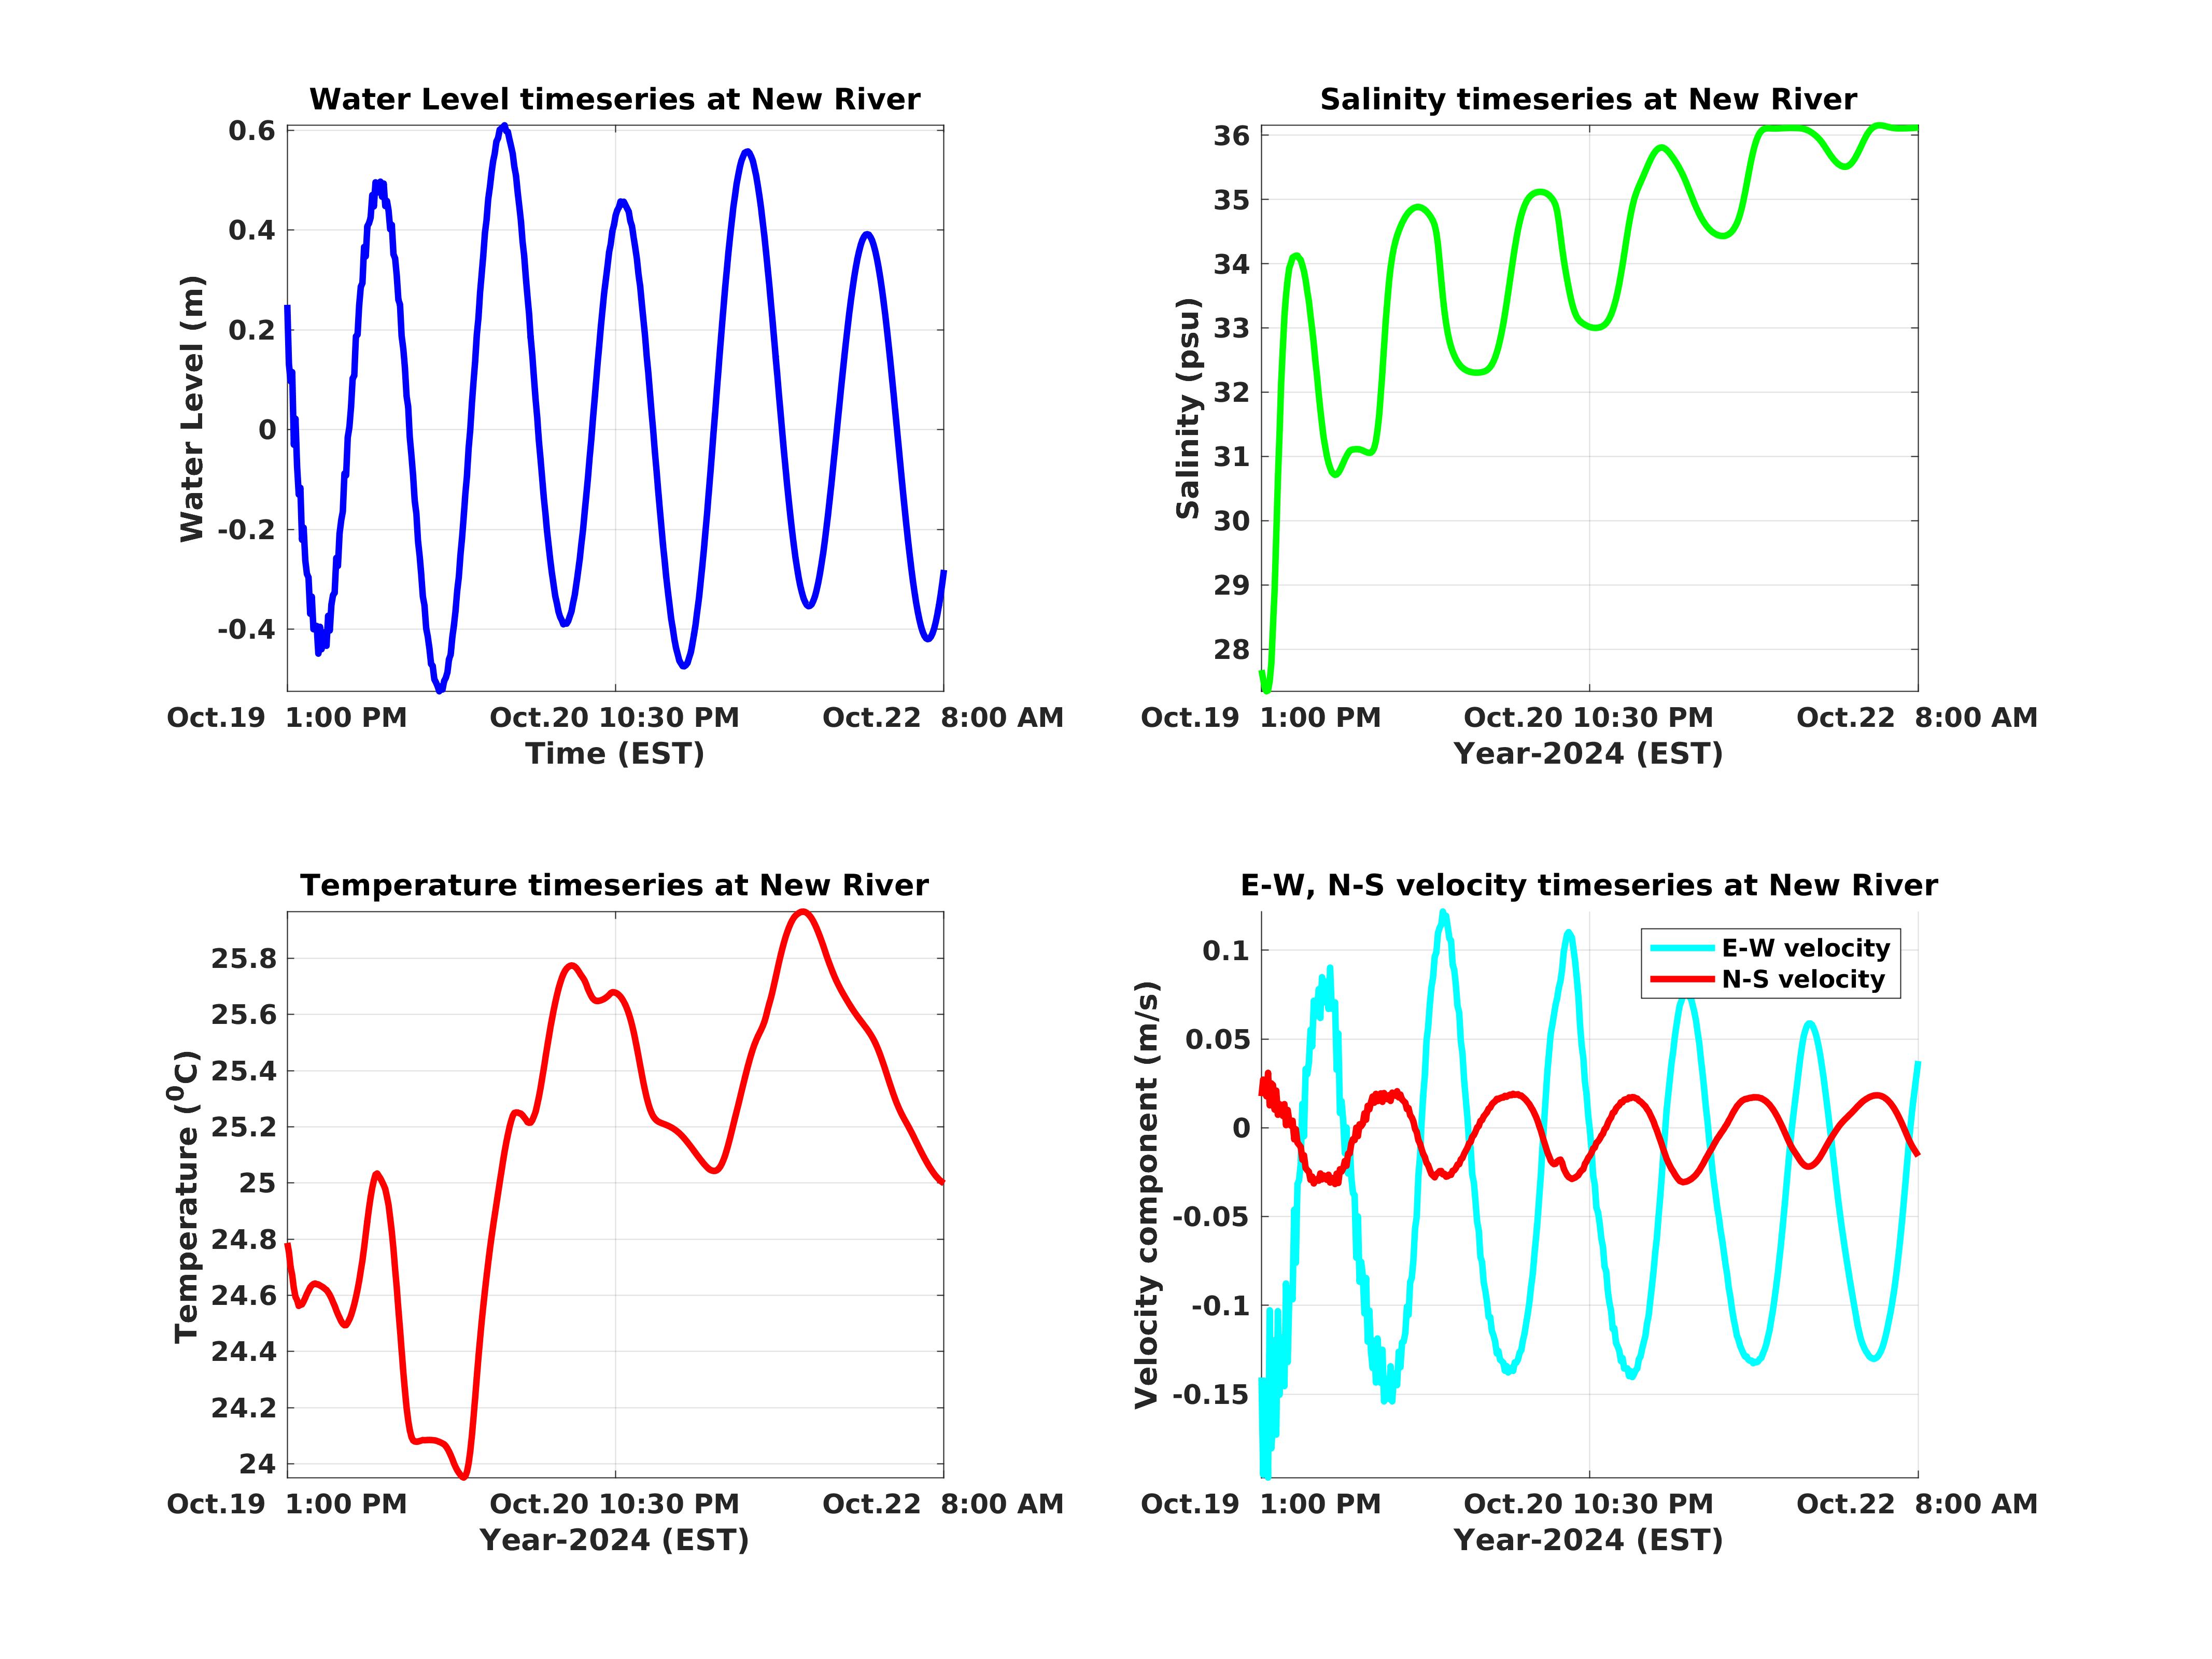 Water Level timeseries at New River
0.6
0.4
0.2
0
-0.2
-0.4
Water Level (m)
Oct.19  1:00 PM
Oct.20 10:30 PM
Oct.22  8:00 AM
Time (EST)
Salinity timeseries at New River
36
35
34
33
32
31
30
29
28
Salinity (psu)
Oct.19  1:00 PM
Oct.20 10:30 PM
Oct.22  8:00 AM
Year-2024 (EST)
Temperature timeseries at New River
25.8
25.6
25.4
25.2
25
24.8
24.6
24.4
24.2
24
Temperature (⁰C)
Oct.19  1:00 PM
Oct.20 10:30 PM
Oct.22  8:00 AM
Year-2024 (EST)
E-W, N-S velocity timeseries at New River
E-W velocity
N-S velocity
0.1
0.05
0
-0.05
-0.1
-0.15
Velocity component (m/s)
Oct.19  1:00 PM
Oct.20 10:30 PM
Oct.22  8:00 AM
Year-2024 (EST)